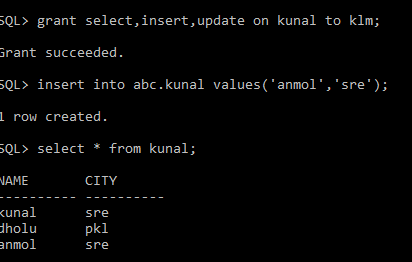 SQL> grant select,insert,update on kunal to klm;
Grant succeeded.
SQL> insert into abc.kunal values('anmol','sre');
1 row created.
SQL> select * from kunal;
NAME       CITY
---------- ----------
kunal      sre
dholu      pkl
anmol      sre